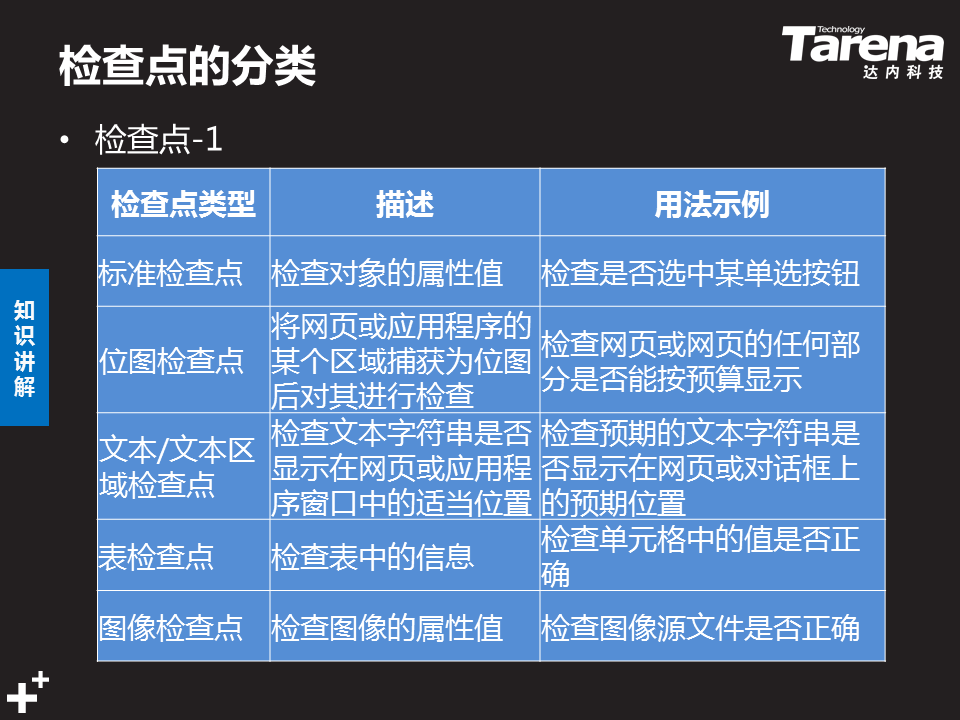 检查点的分类
Technology
Tarena
达内科技
• 检查点-1
检查点类型 描述 用法示例
标准检查点 检查对象的属性值 检查是否选中某单选按钮
位图检查点
将网页或应用程序的
某个区域捕获为位图
后对其进行检查
检查网页或网页的任何部
分是否能按预算显示
文本/文本区
域检查点
检查文本字符串是否
显示在网页或应用程
序窗口中的适当位置
检查预期的文本字符串是
否显示在网页或对话框上
的预期位置
表检查点
检查表中的信息
检查单元格中的值是否正
确
图像检查点 检查图像的属性值 检查图像源文件是否正确
知
识
讲
解